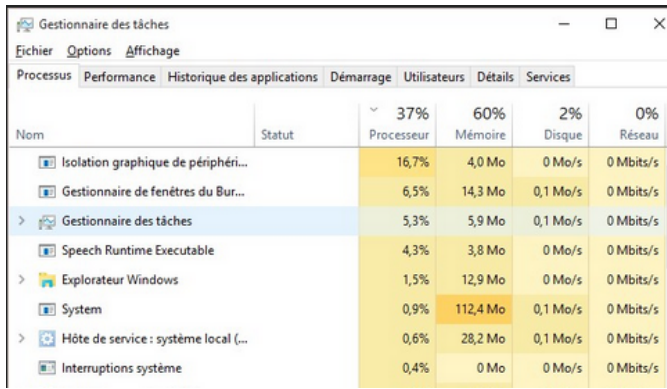 Gestionnaire des tâches
Fichier Options Affichage
Processus Performance Historique des applications Démarrage Utilisateurs Détails Services
37% 60% 2% 0%
Nom Statut Processeur Mémoire Disque Réseau
Isolation graphique de périphéri... 16,7% 4,0 Mo 0 Mo/s 0 Mbits/s
Gestionnaire de fenêtres du Bur... 6,5% 14,3 Mo 0,1 Mo/s 0 Mbits/s
Gestionnaire des tâches 5,3% 5,9 Mo 0,1 Mo/s 0 Mbits/s
Speech Runtime Executable 4,3% 3,8 Mo 0 Mo/s 0 Mbits/s
Explorateur Windows 1,5% 12,9 Mo 0 Mo/s 0 Mbits/s
System 0,9% 112,4 Mo 0,1 Mo/s 0 Mbits/s
Hôte de service : système local (... 0,6% 28,2 Mo 0,1 Mo/s 0 Mbits/s
Interruptions système 0,4% 0 Mo 0 Mo/s 0 Mbits/s